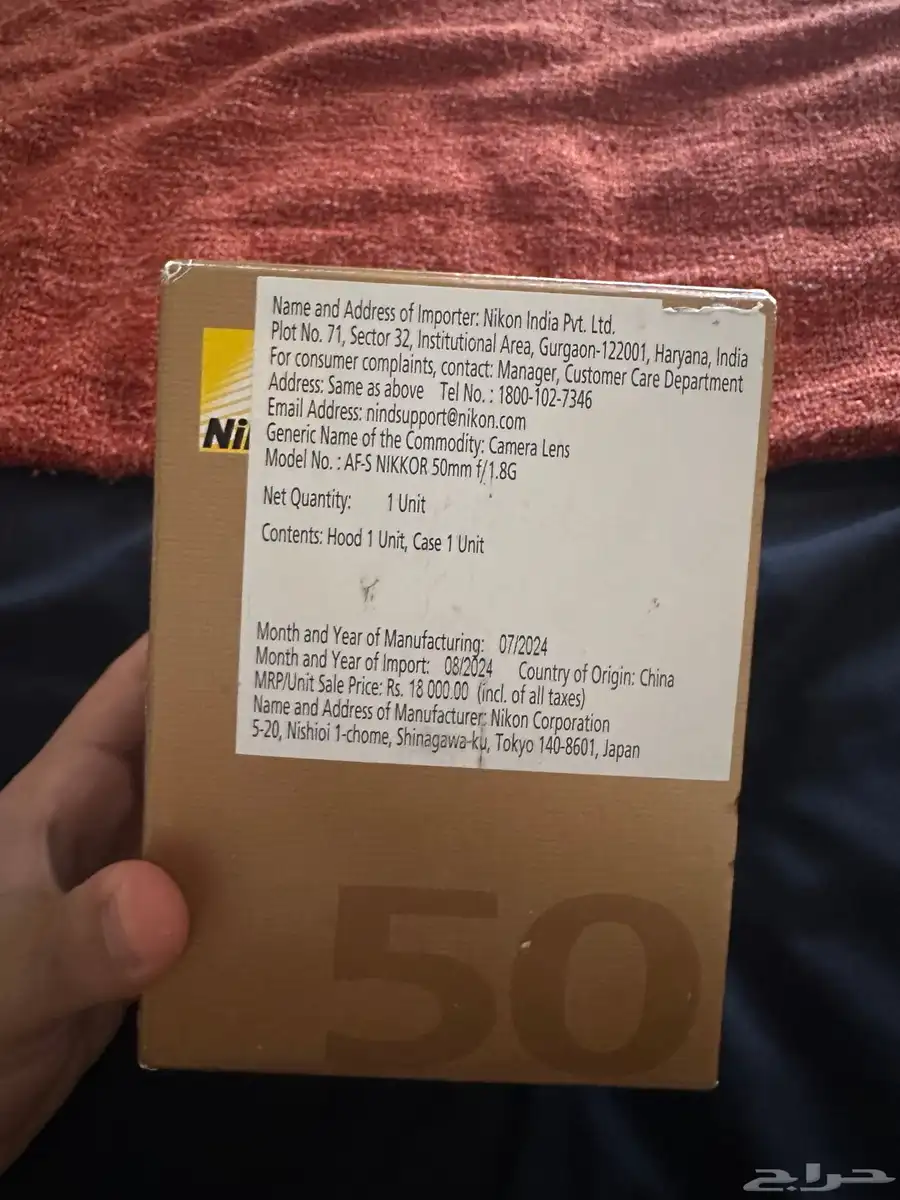 Name and Address of Importer: Nikon India Pvt. Ltd.
Plot No. 71, Sector 32, Institutional Area, Gurgaon-122001, Haryana, India
For consumer complaints, contact: Manager, Customer Care Department
Address: Same as above Tel No. : 1800-102-7346
Email Address: nindsupport@nikon.com
Generic Name of the Commodity: Camera Lens
Model No. : AF-S NIKKOR 50mm f/1.8G
Net Quantity: 1 Unit
Contents: Hood 1 Unit, Case 1 Unit
Month and Year of Manufacturing: 07/2024
Month and Year of Import: 08/2024 Country of Origin: China
MRP/Unit Sale Price: Rs. 18 000.00 (incl. of all taxes)
Name and Address of Manufacturer: Nikon Corporation
5-20, Nishioi 1-chome, Shinagawa-ku, Tokyo 140-8601, Japan
Ni
50
حراج